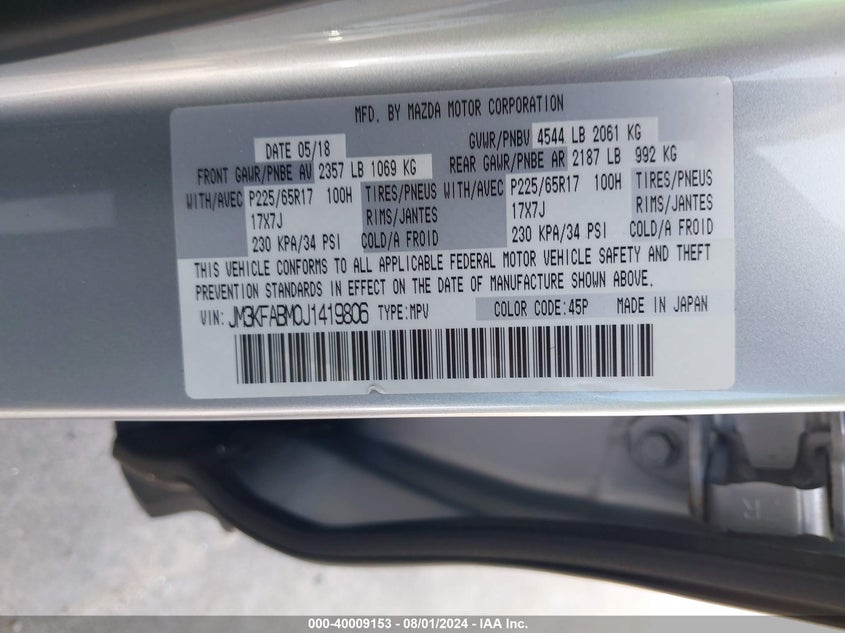 MFD. BY MAZDA MOTOR CORPORATION
DATE 05/18 GVWR/PNBV 4544 LB 2061 KG
FRONT GAWR/PNBE AV 2357 LB 1069 KG REAR GAWR/PNBE AR 2187 LB 992 KG
WITH/AVEC P225/65R17 100H TIRES/PNEUS WITH/AVEC P225/65R17 100H TIRES/PNEUS
17X7J RIMS/JANTES 17X7J RIMS/JANTES
230 KPA/34 PSI COLD/A FROID 230 KPA/34 PSI COLD/A FROID
THIS VEHICLE CONFORMS TO ALL APPLICABLE FEDERAL MOTOR VEHICLE SAFETY AND THEFT
PREVENTION STANDARDS IN EFFECT ON THE DATE OF MANUFACTURE SHOWN ABOVE.
VIN: JM3KFABM0J1419806 TYPE:MPV COLOR CODE:45P MADE IN JAPAN
R
000-40009153 - 08/01/2024 - IAA Inc.